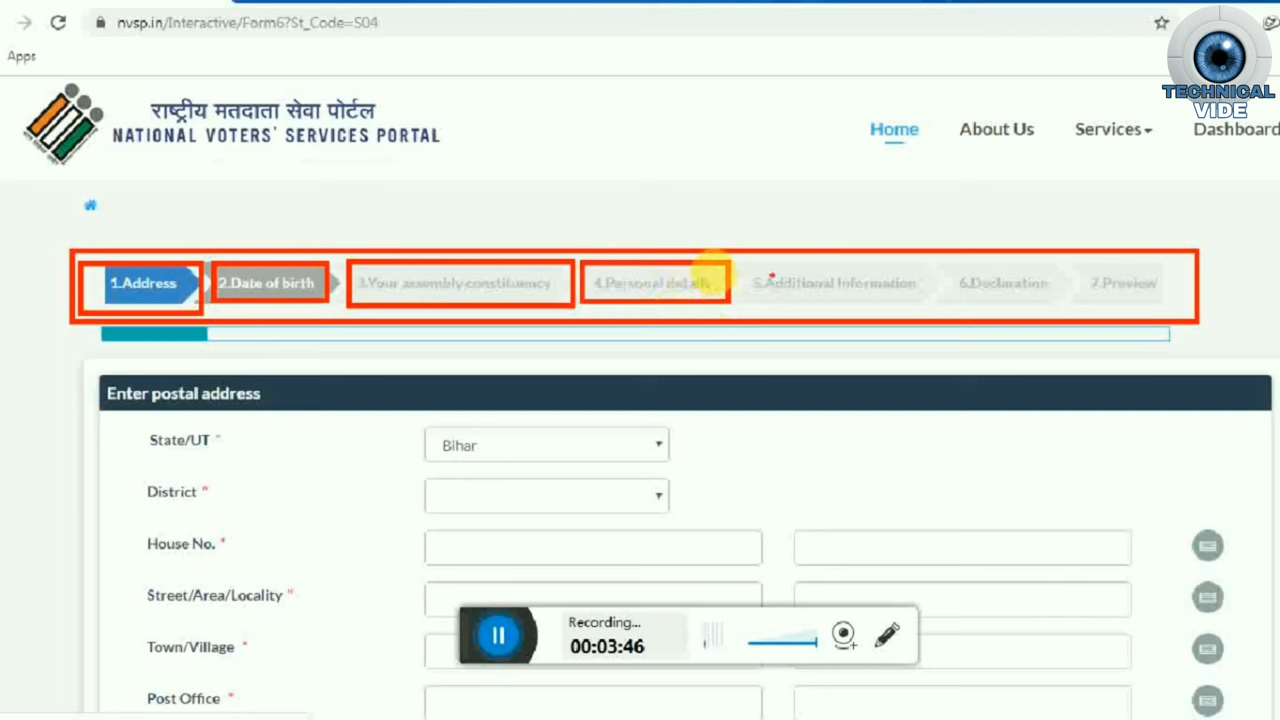 nvsp.in/Interactive/Form6?St_Code=S04
Apps
TECHNICAL
VIDE
राष्ट्रीय मतदाता सेवा पोर्टल
NATIONAL VOTERS' SERVICES PORTAL
Home About Us Services Dashboard
1.Address 2.Date of birth 3.Your assembly constituency 4.Personal details 5.Additional Information 6.Declaration 7.Preview
Enter postal address
State/UT * Bihar
District *
House No. *
Street/Area/Locality *
Recording...
00:03:46
Town/Village *
Post Office *